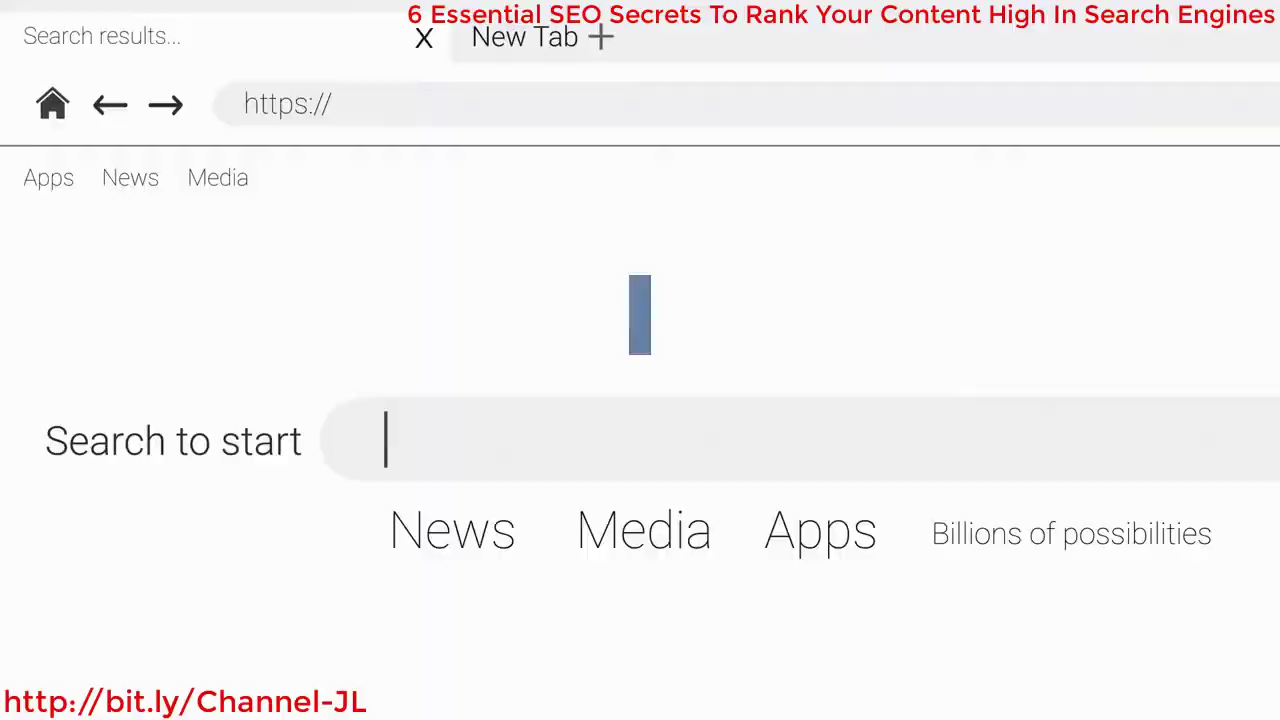 6 Essential SEO Secrets To Rank Your Content High In Search Engines
Search results...
X New Tab +
https://
Apps News Media
Search to start
News Media Apps Billions of possibilities
http://bit.ly/Channel-JL